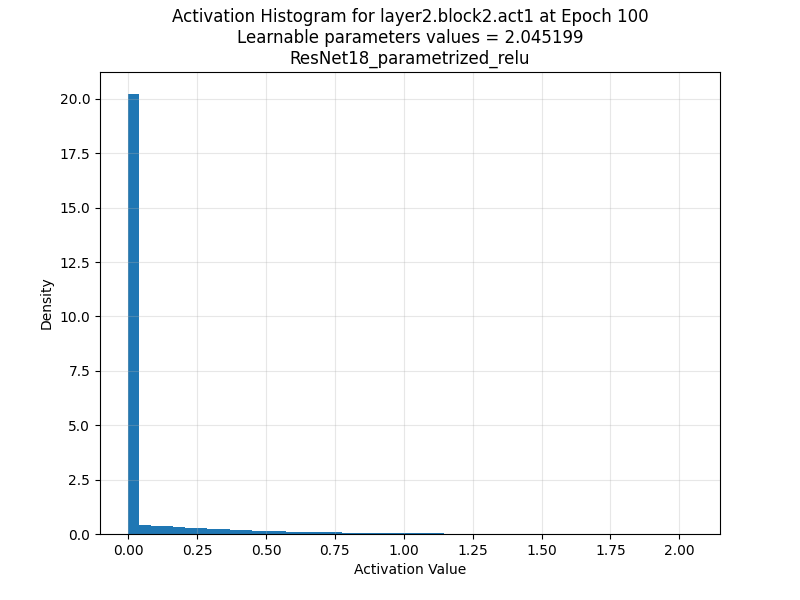 Activation Histogram for layer2.block2.act1 at Epoch 100
Learnable parameters values = 2.045199
ResNet18_parametrized_relu
20.0
17.5
15.0
12.5
10.0
7.5
5.0
2.5
0.0
Density
0.00 0.25 0.50 0.75 1.00 1.25 1.50 1.75 2.00
Activation Value